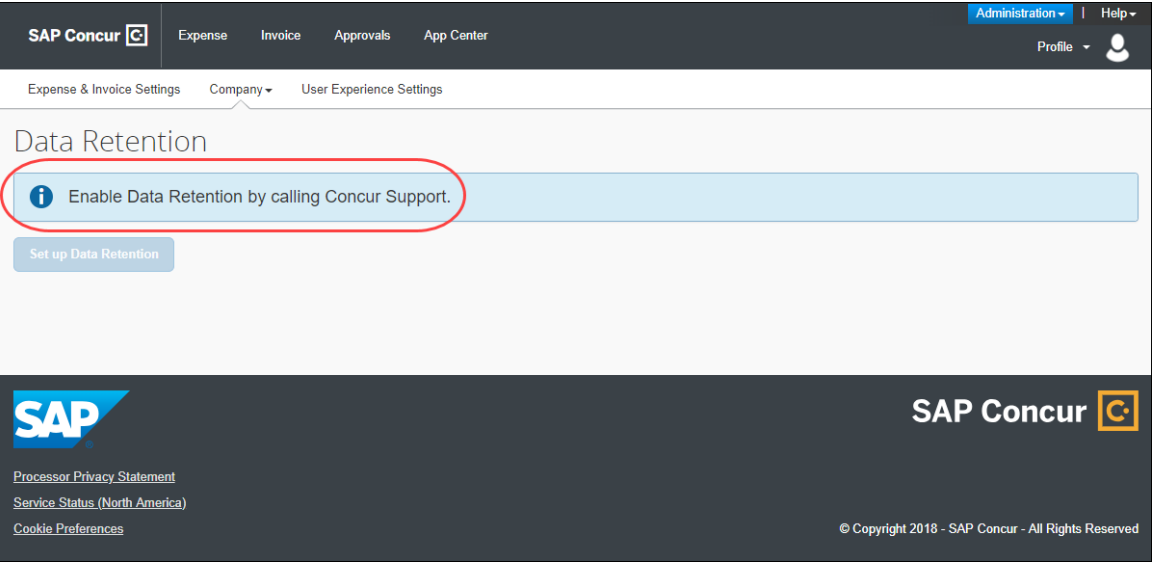 Administration | Help
SAP Concur C Expense Invoice Approvals App Center
Profile
Expense & Invoice Settings Company User Experience Settings
Data Retention
Enable Data Retention by calling Concur Support.
Set up Data Retention
SAP
SAP Concur C
Processor Privacy Statement
Service Status (North America)
Cookie Preferences
© Copyright 2018 - SAP Concur - All Rights Reserved